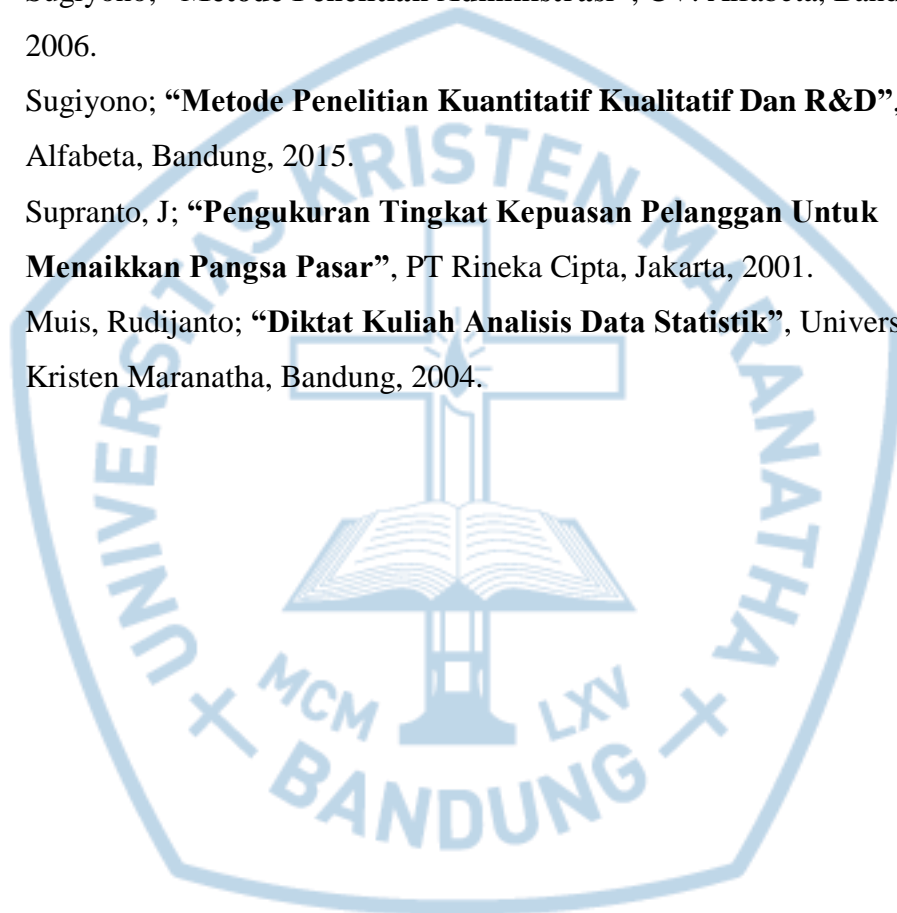 2006.
Sugiyono; “Metode Penelitian Kuantitatif Kualitatif Dan R&D”,
Alfabeta, Bandung, 2015.
Supranto, J; “Pengukuran Tingkat Kepuasan Pelanggan Untuk
Menaikkan Pangsa Pasar”, PT Rineka Cipta, Jakarta, 2001.
Muis, Rudijanto; “Diktat Kuliah Analisis Data Statistik”, Univers
Kristen Maranatha, Bandung, 2004.
UNIVERSITAS KRISTEN MARANATHA
MCM LXV
BANDUNG